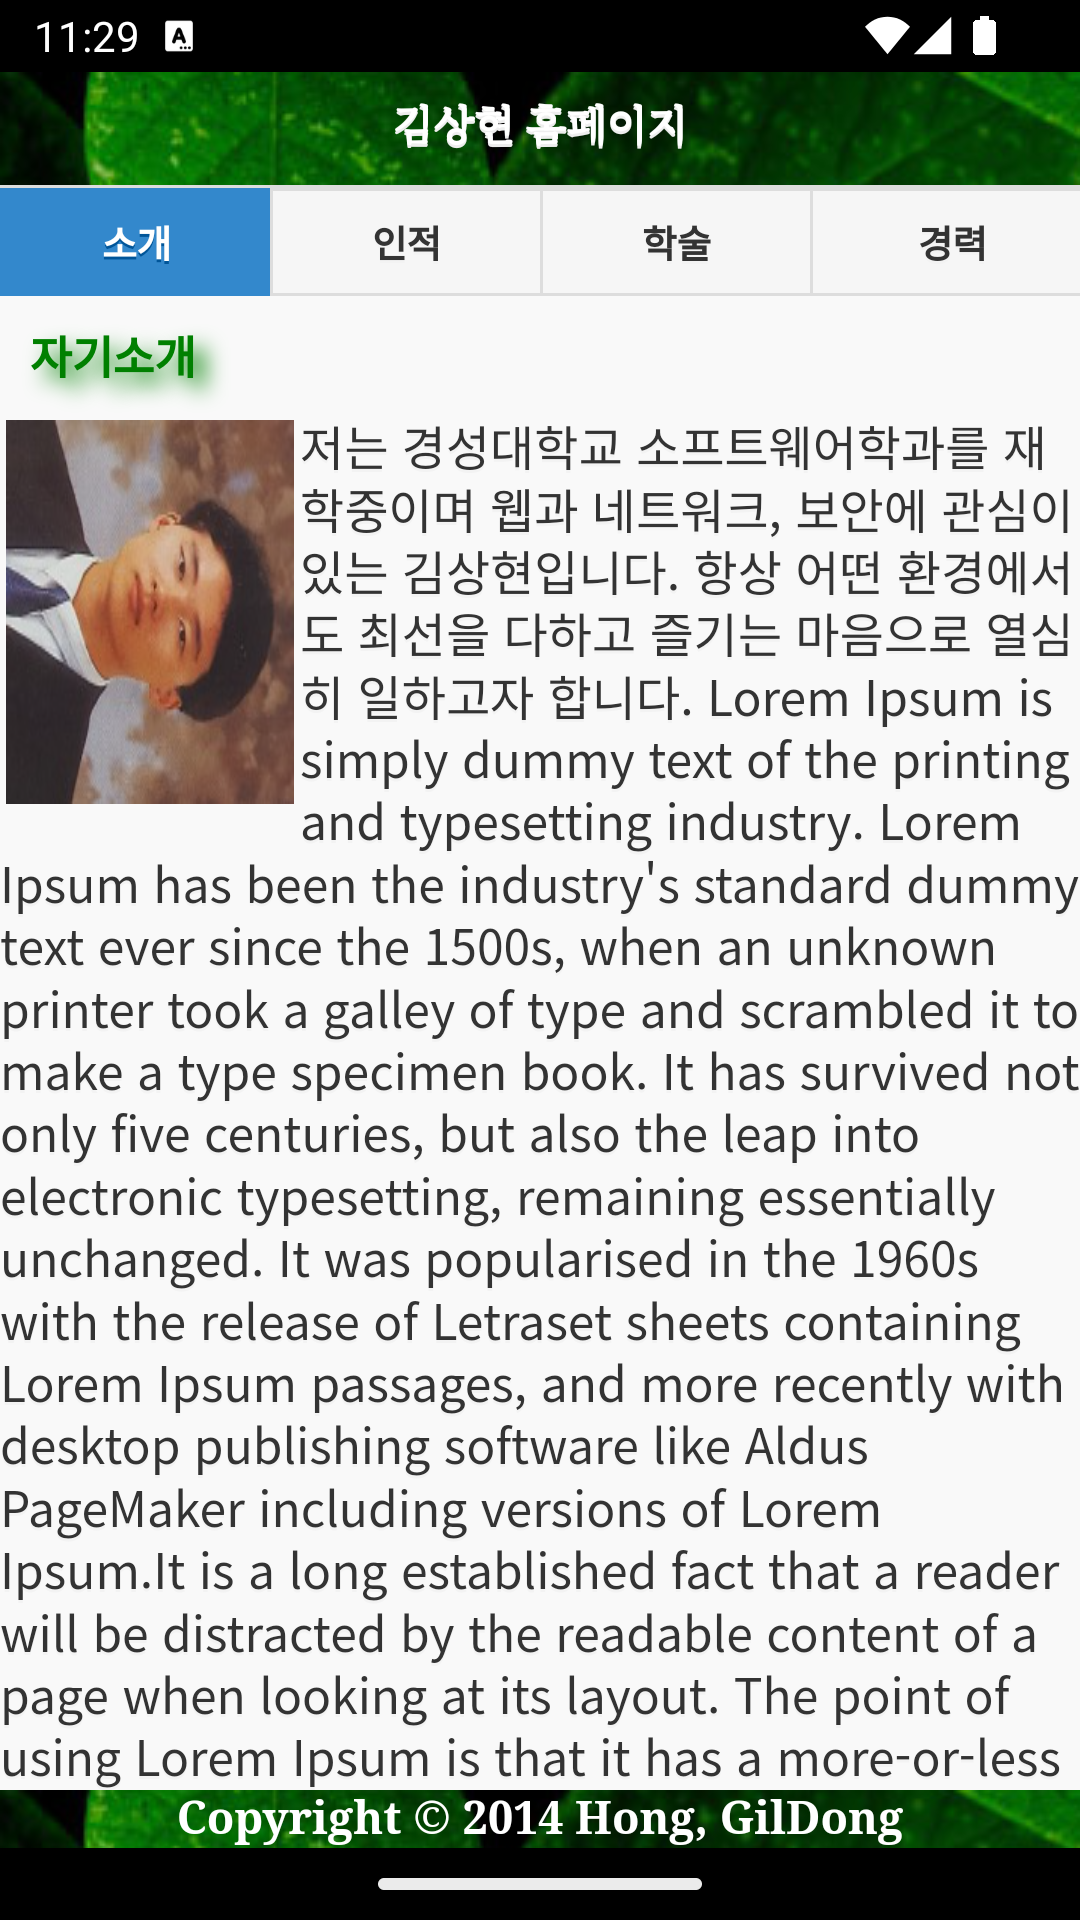 11:29
김상현 홈페이지
소개 인적 학술 경력
자기소개
저는 경성대학교 소프트웨어학과를 재
학중이며 웹과 네트워크, 보안에 관심이
있는 김상현입니다. 항상 어떤 환경에서
도 최선을 다하고 즐기는 마음으로 열심
히 일하고자 합니다. Lorem Ipsum is
simply dummy text of the printing
and typesetting industry. Lorem
Ipsum has been the industry's standard dummy
text ever since the 1500s, when an unknown
printer took a galley of type and scrambled it to
make a type specimen book. It has survived not
only five centuries, but also the leap into
electronic typesetting, remaining essentially
unchanged. It was popularised in the 1960s
with the release of Letraset sheets containing
Lorem Ipsum passages, and more recently with
desktop publishing software like Aldus
PageMaker including versions of Lorem
Ipsum.It is a long established fact that a reader
will be distracted by the readable content of a
page when looking at its layout. The point of
using Lorem Ipsum is that it has a more-or-less
Copyright © 2014 Hong, GilDong